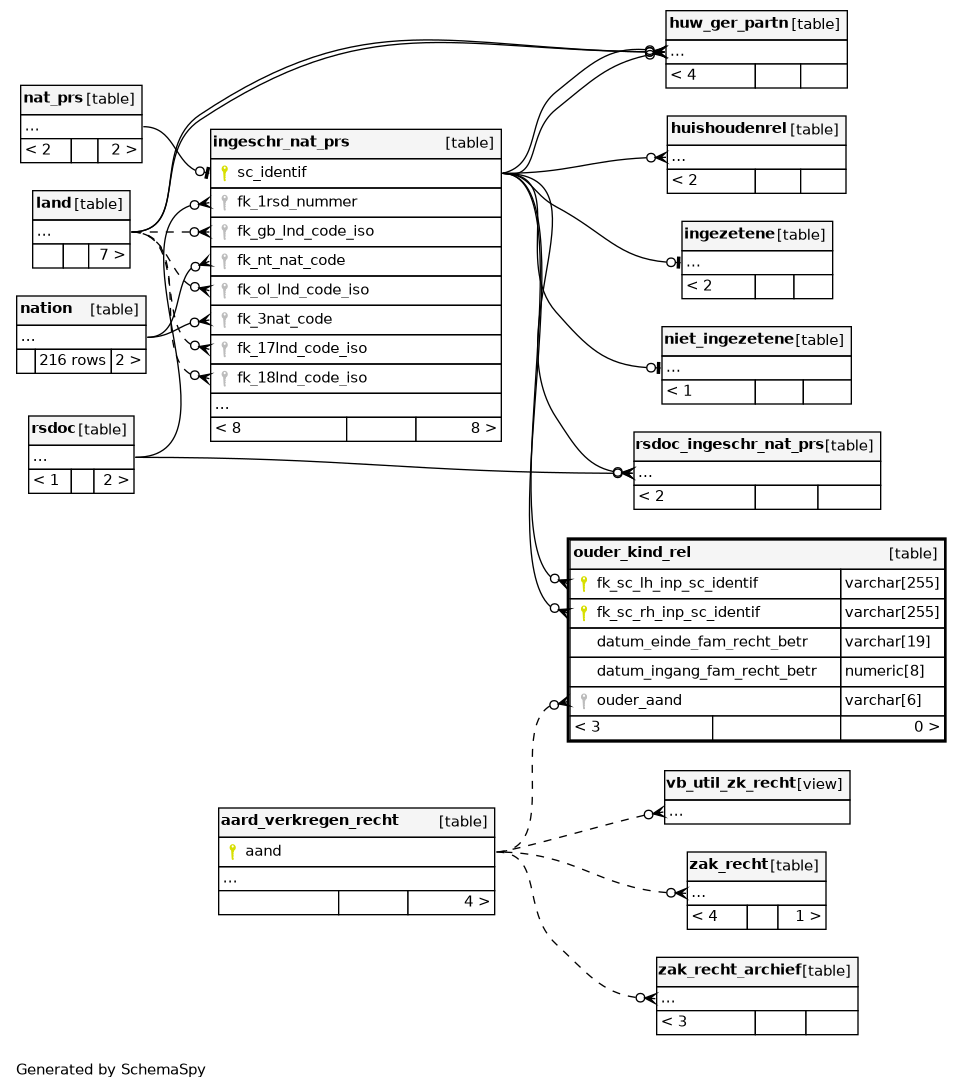 huw_ger_partn [table]
...
< 4
nat_prs [table]
...
< 2 2 >
land [table]
...
7 >
nation [table]
...
216 rows 2 >
rsdoc [table]
...
< 1 2 >
ingeschr_nat_prs [table]
sc_identif
fk_1rsd_nummer
fk_gb_lnd_code_iso
fk_nt_nat_code
fk_ol_lnd_code_iso
fk_3nat_code
fk_17lnd_code_iso
fk_18lnd_code_iso
...
< 8 8 >
huishoudenrel [table]
...
< 2
ingezetene [table]
...
< 2
niet_ingezetene [table]
...
< 1
rsdoc_ingeschr_nat_prs [table]
...
< 2
ouder_kind_rel [table]
fk_sc_lh_inp_sc_identif varchar[255]
fk_sc_rh_inp_sc_identif varchar[255]
datum_einde_fam_recht_betr varchar[19]
datum_ingang_fam_recht_betr numeric[8]
ouder_aand varchar[6]
< 3 0 >
aard_verkregen_recht [table]
aand
...
4 >
vb_util_zk_recht [view]
...
zak_recht [table]
...
< 4 1 >
zak_recht_archief [table]
...
< 3
Generated by SchemaSpy